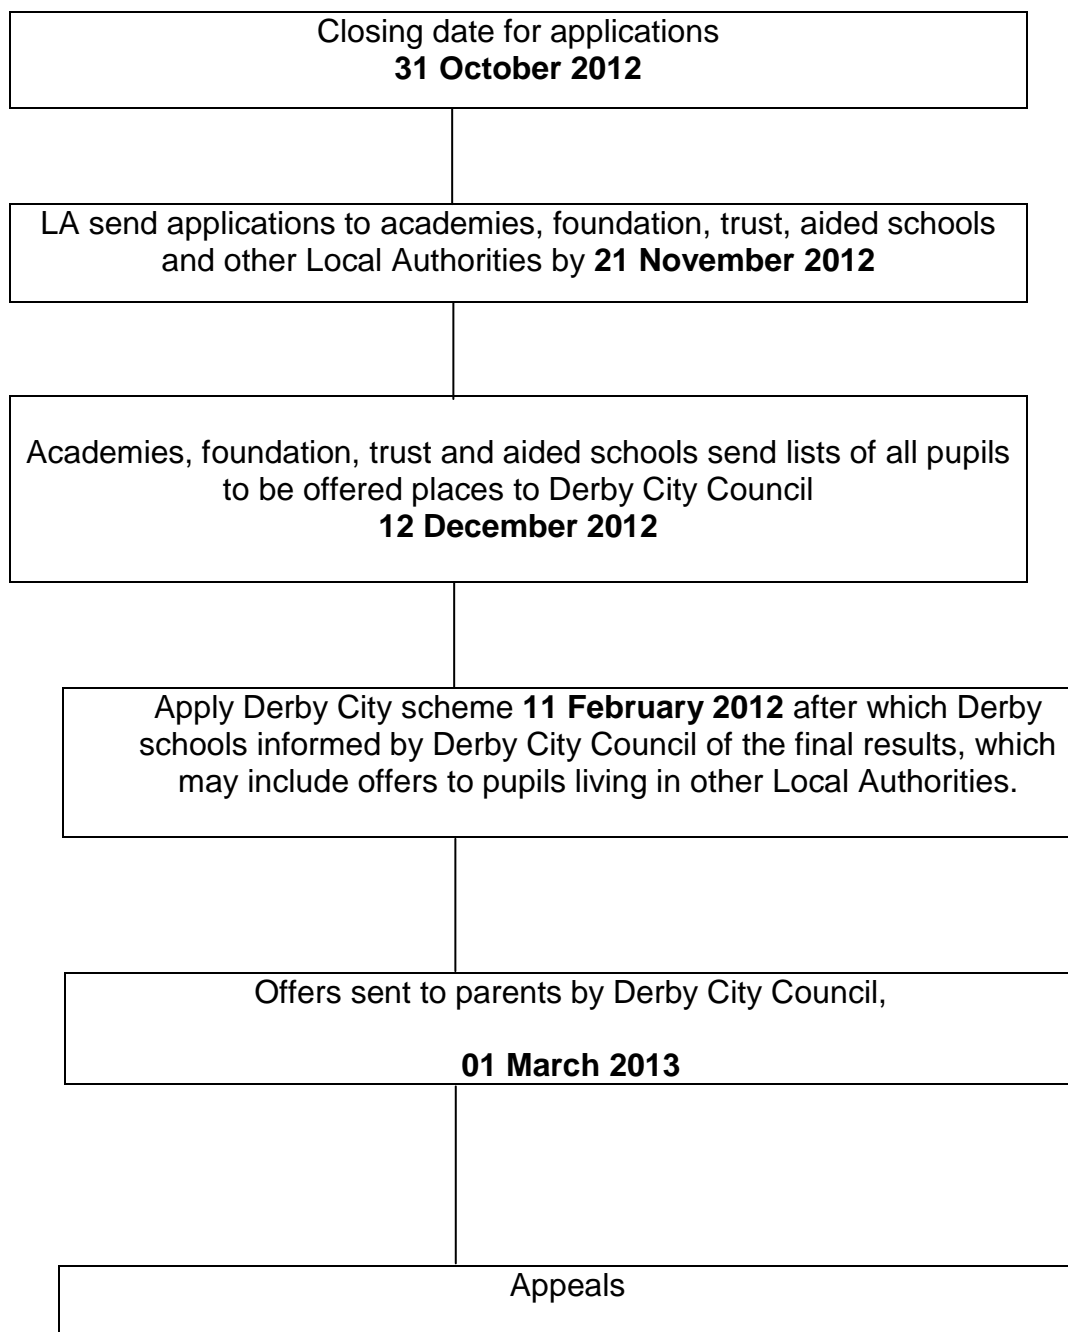 Closing date for applications
31 October 2012
LA send applications to academies, foundation, trust, aided schools
and other Local Authorities by 21 November 2012
Academies, foundation, trust and aided schools send lists of all pupils
to be offered places to Derby City Council
12 December 2012
Apply Derby City scheme 11 February 2012 after which Derby
schools informed by Derby City Council of the final results, which
may include offers to pupils living in other Local Authorities.
Offers sent to parents by Derby City Council,
01 March 2013
Appeals